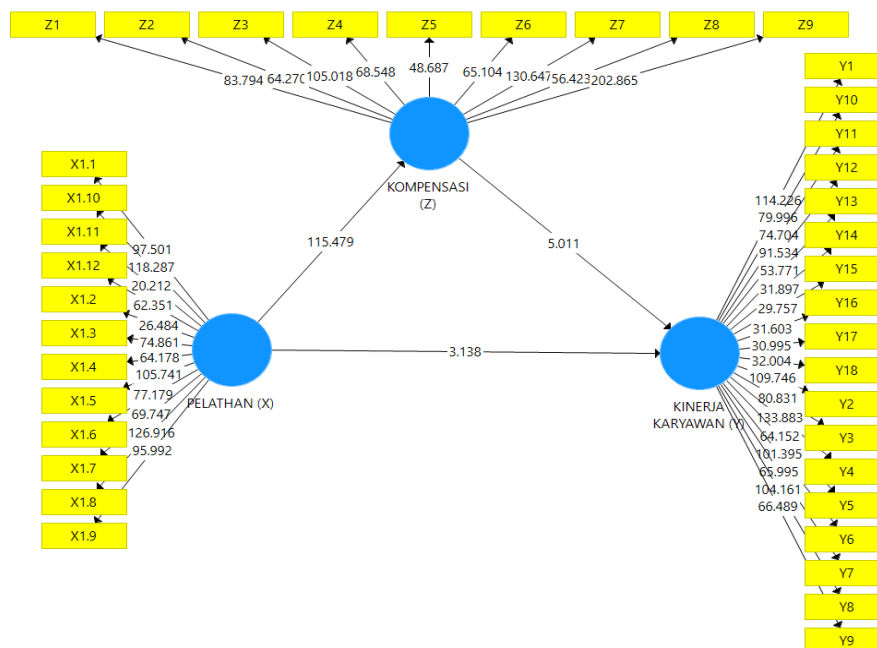 Z1
Z2
Z3
Z4
Z5
Z6
Z7
Z8
Z9
83.794
64.270
105.018
68.548
48.687
65.104
130.647
56.423
202.865
KOMPENSASI
(Z)
X1.1
X1.10
X1.11
X1.12
X1.2
X1.3
X1.4
X1.5
X1.6
X1.7
X1.8
X1.9
97.501
118.287
20.212
62.351
26.484
74.861
64.178
105.741
77.179
69.747
126.916
95.992
PELATHAN (X)
115.479
5.011
3.138
KINERJA
KARYAWAN (Y)
114.226
79.996
74.704
91.534
53.771
31.897
29.757
31.603
30.995
32.004
109.746
80.831
133.883
64.152
101.395
65.995
104.161
66.489
Y1
Y10
Y11
Y12
Y13
Y14
Y15
Y16
Y17
Y18
Y2
Y3
Y4
Y5
Y6
Y7
Y8
Y9